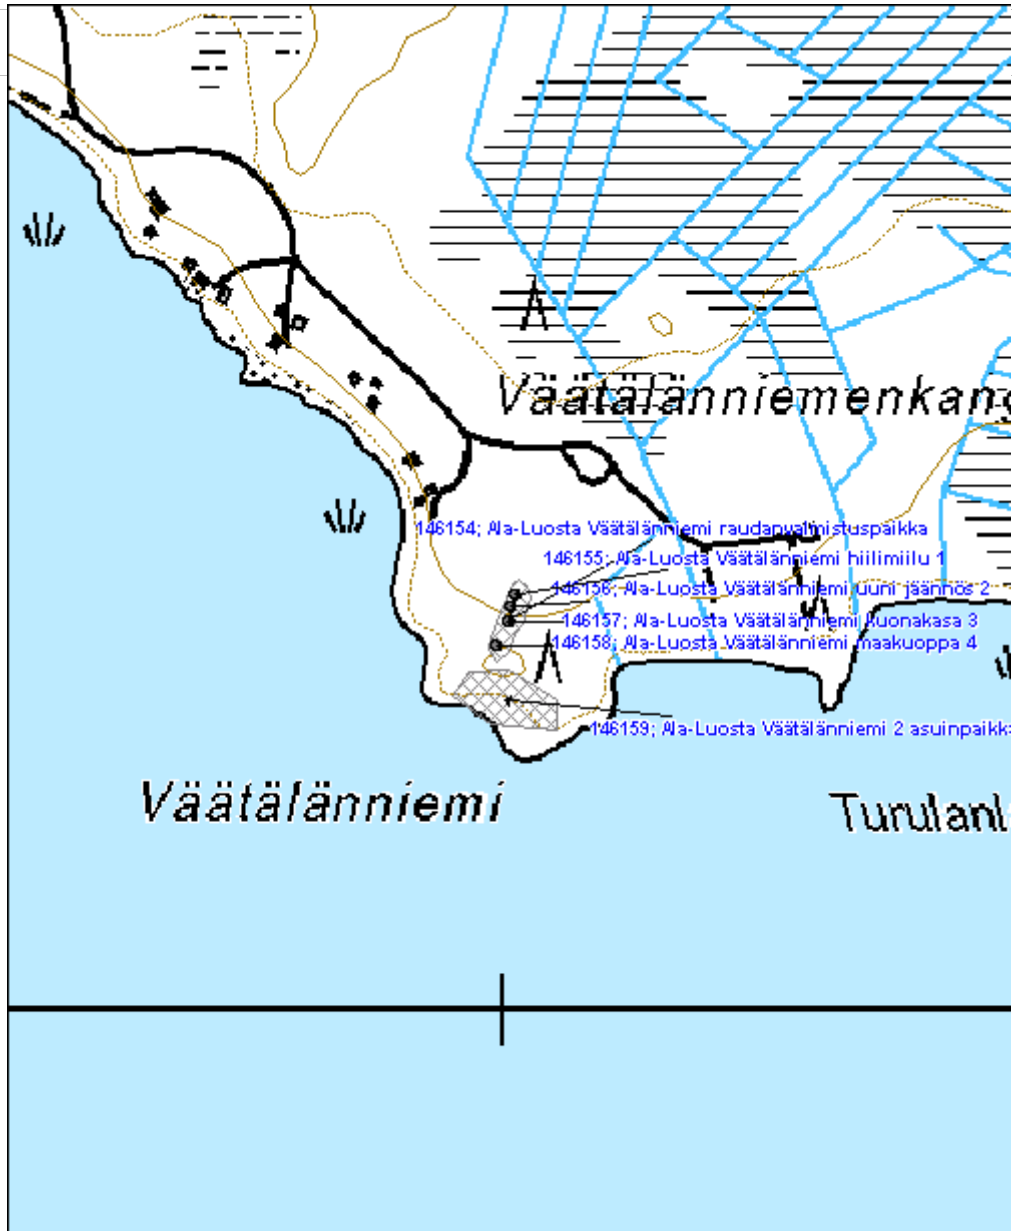 Väätälänniemenkang
146154; Ala-Luosta Väätälänniemi raudanvalmistuspaikka
146155; Ala-Luosta Väätälänniemi hiilimiilu 1
146156; Ala-Luosta Väätälänniemi uuni jäännös 2
146157; Ala-Luosta Väätälänniemi kuonakasa 3
146158; Ala-Luosta Väätälänniemi maakuoppa 4
146159; Ala-Luosta Väätälänniemi 2 asuinpaikka
Väätälänniemi
Turulanl